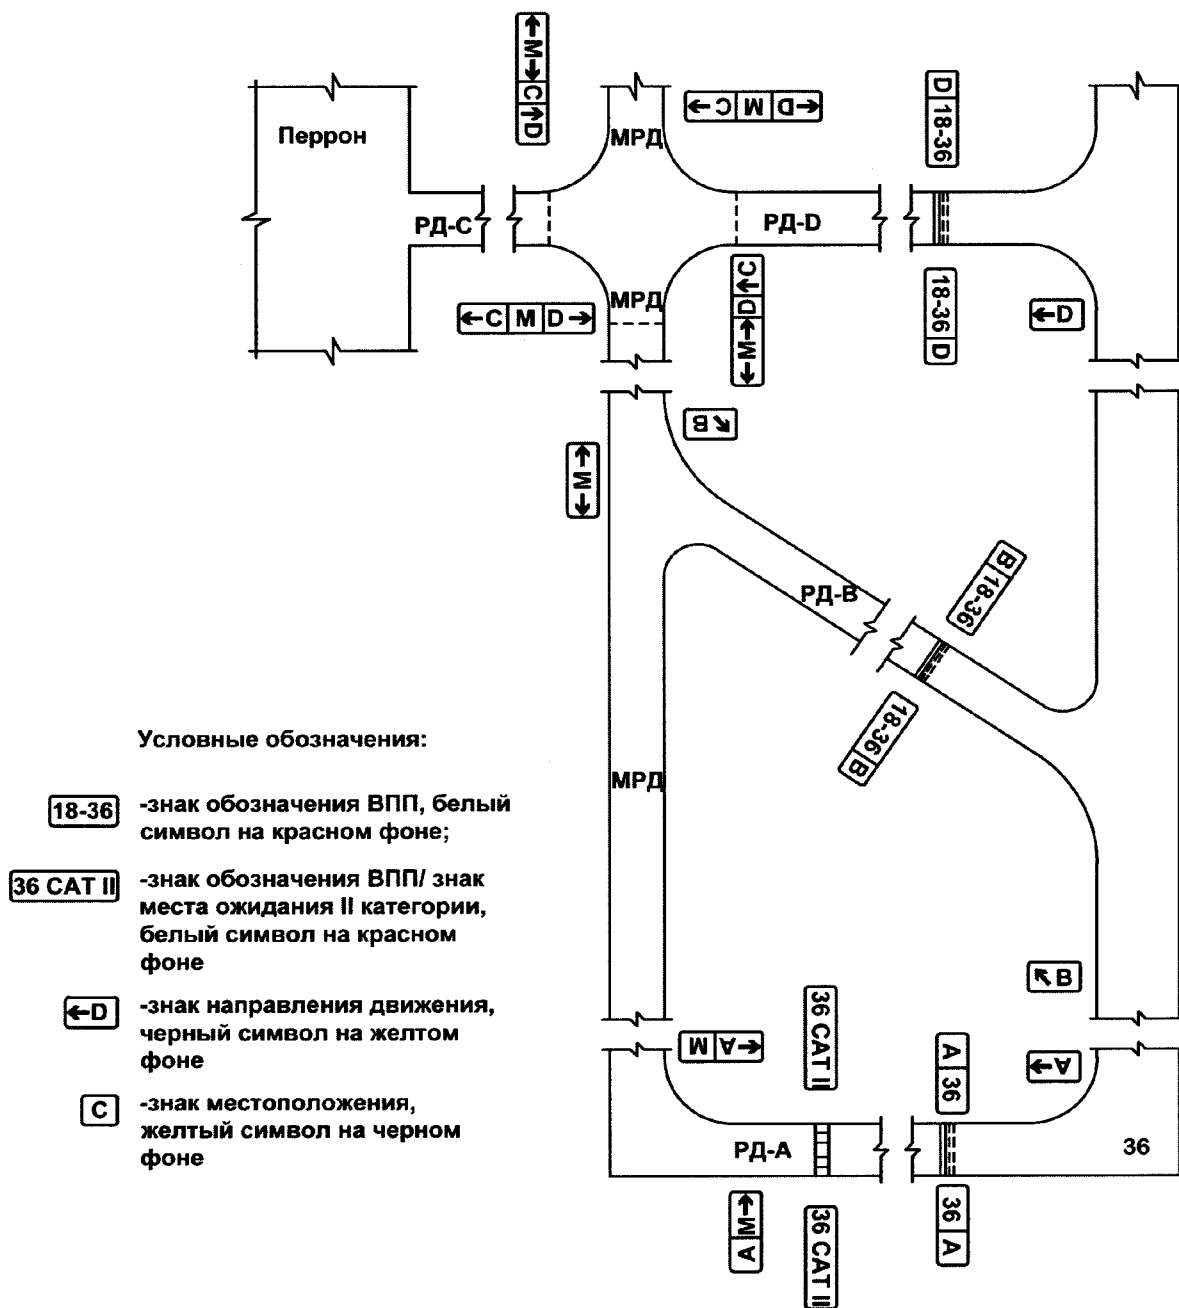 ←M→ C ↑D
←C M D→
D 18-36
Перрон
МРД
РД-С
РД-D
МРД
←C M D→
M→ D ↑C
18-36 D
←D
B
←M→
B 18-36
РД-В
18-36 B
МРД
Условные обозначения:
18-36 -знак обозначения ВПП, белый
символ на красном фоне;
36 CAT II -знак обозначения ВПП/ знак
места ожидания II категории,
белый символ на красном
фоне
←D -знак направления движения,
черный символ на желтом
фоне
C -знак местоположения,
желтый символ на черном
фоне
↖B
M A→
36 CAT II
A 36
←A
РД-А
36
A M→
36 CAT II
36 A